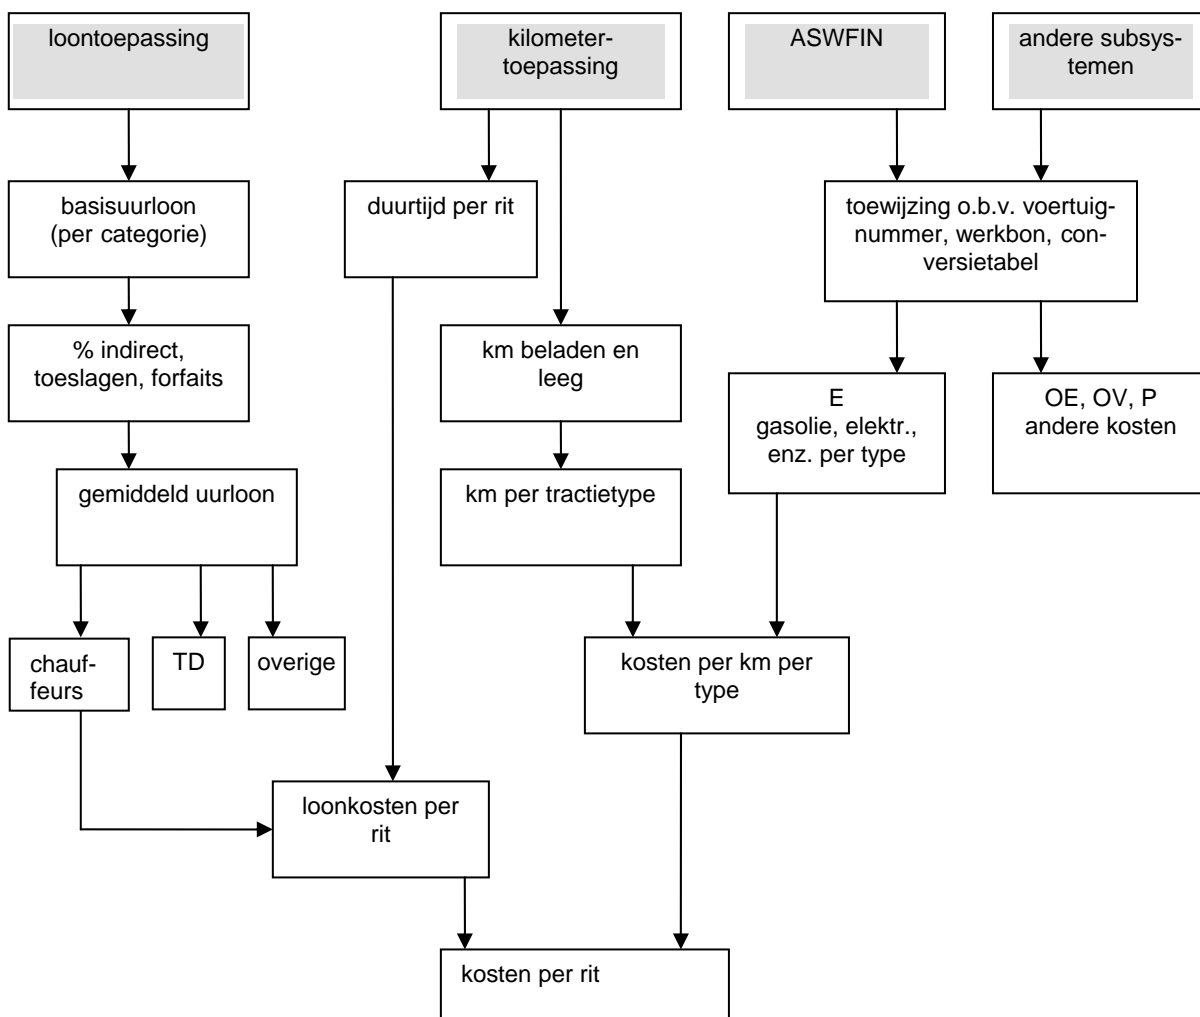 loontoepassing
kilometer-
toepassing
ASWFIN
andere subsys-
temen
basisuurloon
(per categorie)
duurtijd per rit
toewijzing o.b.v. voertuig-
nummer, werkbon, con-
versietabel
% indirect,
toeslagen, forfaits
km beladen en
leeg
E
gasolie, elektr.,
enz. per type
OE, OV, P
andere kosten
gemiddeld uurloon
km per tractietype
chauf-
feurs
TD
overige
kosten per km per
type
loonkosten per
rit
kosten per rit